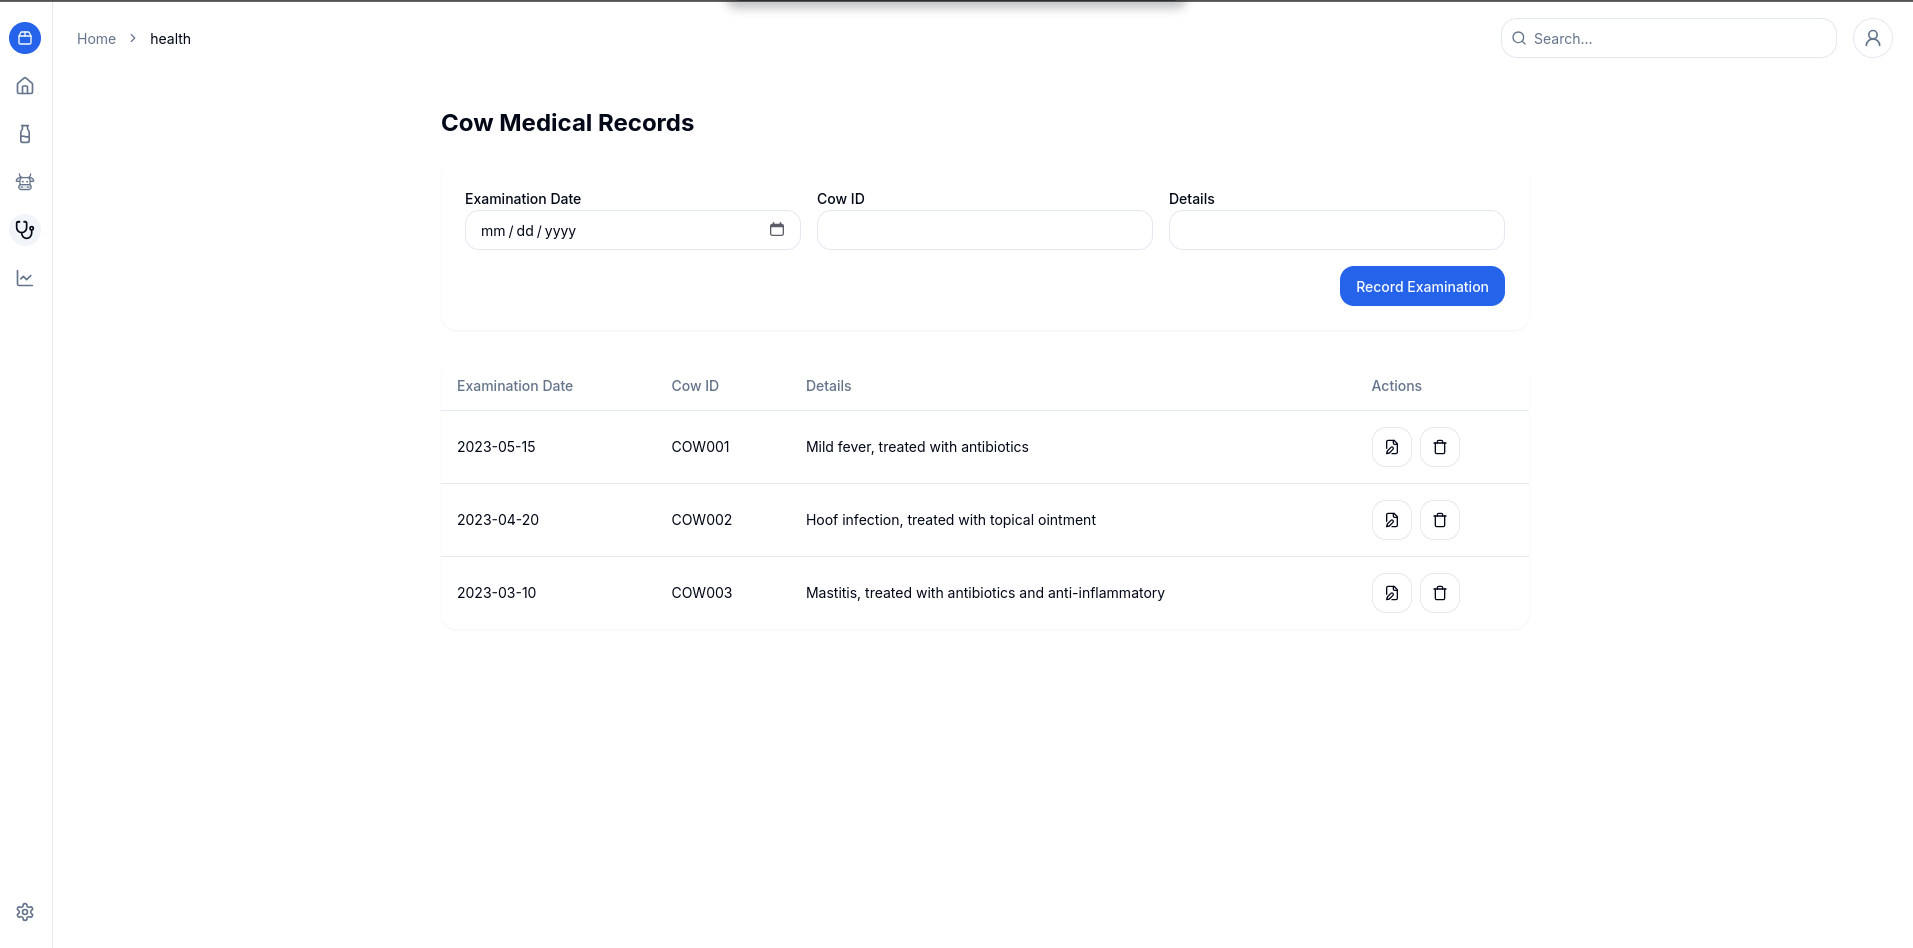 Home > health
Search...
Cow Medical Records
Examination Date Cow ID Details
mm / dd / yyyy
Record Examination
Examination Date Cow ID Details Actions
2023-05-15 COW001 Mild fever, treated with antibiotics
2023-04-20 COW002 Hoof infection, treated with topical ointment
2023-03-10 COW003 Mastitis, treated with antibiotics and anti-inflammatory